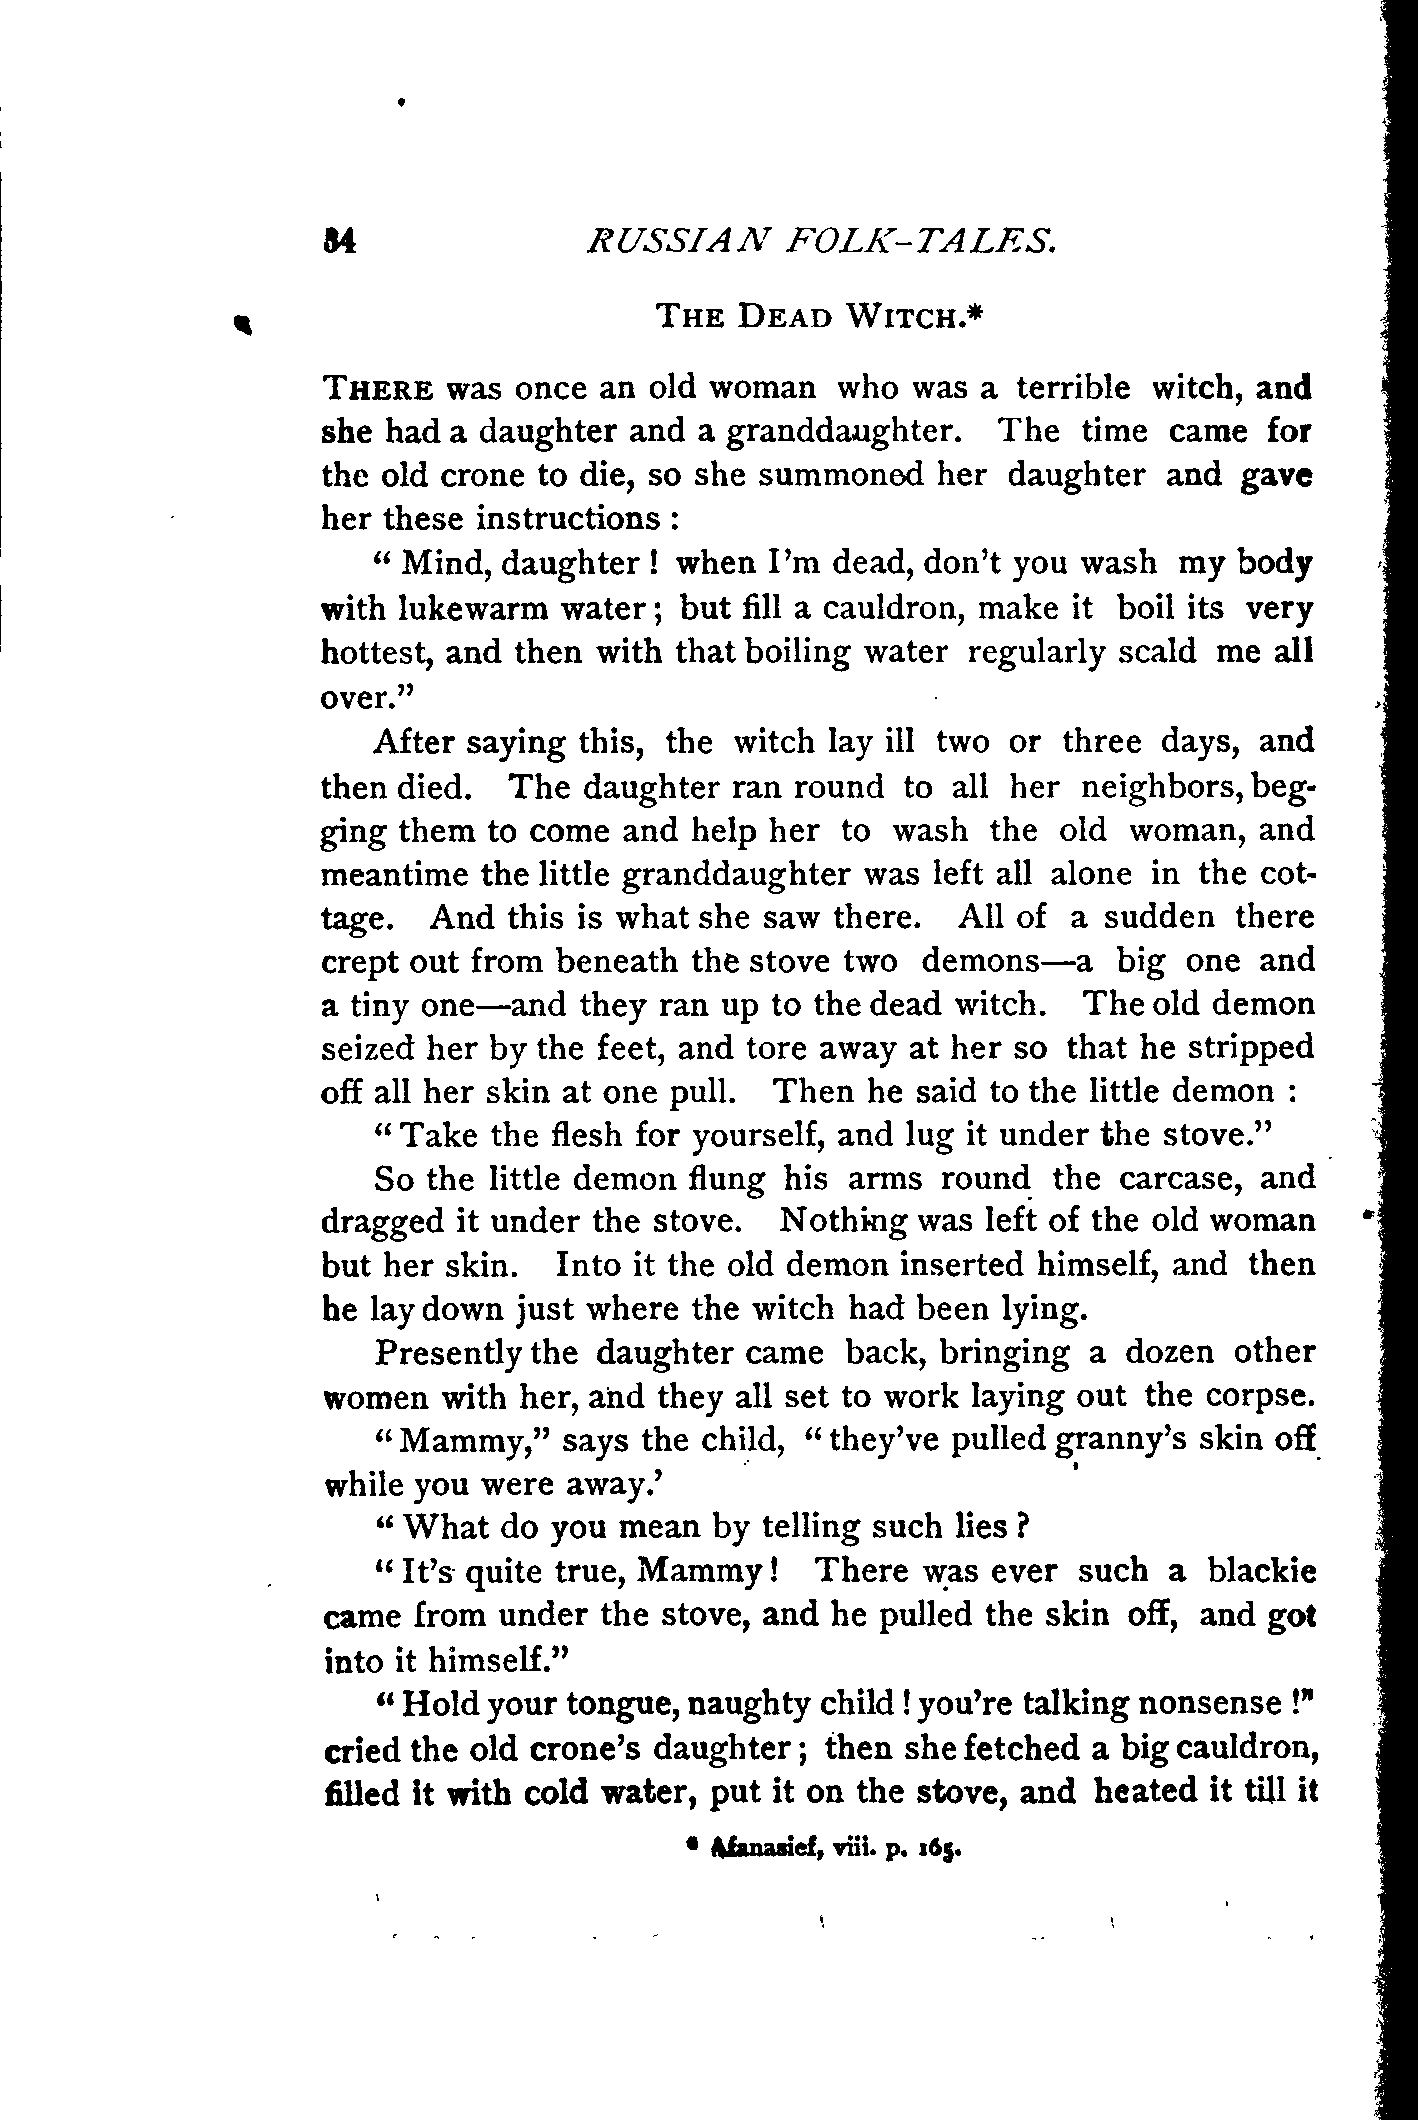 34 RUSSIAN FOLK-TALES.
THE DEAD WITCH.*
THERE was once an old woman who was a terrible witch, and
she had a daughter and a granddaughter. The time came for
the old crone to die, so she summoned her daughter and gave
her these instructions :
" Mind, daughter ! when I'm dead, don't you wash my body
with lukewarm water ; but fill a cauldron, make it boil its very
hottest, and then with that boiling water regularly scald me all
over."
After saying this, the witch lay ill two or three days, and
then died. The daughter ran round to all her neighbors, beg-
ging them to come and help her to wash the old woman, and
meantime the little granddaughter was left all alone in the cot-
tage. And this is what she saw there. All of a sudden there
crept out from beneath the stove two demons—a big one and
a tiny one—and they ran up to the dead witch. The old demon
seized her by the feet, and tore away at her so that he stripped
off all her skin at one pull. Then he said to the little demon :
" Take the flesh for yourself, and lug it under the stove."
So the little demon flung his arms round the carcase, and
dragged it under the stove. Nothing was left of the old woman
but her skin. Into it the old demon inserted himself, and then
he lay down just where the witch had been lying.
Presently the daughter came back, bringing a dozen other
women with her, and they all set to work laying out the corpse.
" Mammy," says the child, " they've pulled granny's skin off
while you were away.'
" What do you mean by telling such lies ?
" It's quite true, Mammy ! There was ever such a blackie
came from under the stove, and he pulled the skin off, and got
into it himself."
" Hold your tongue, naughty child ! you're talking nonsense !"
cried the old crone's daughter ; then she fetched a big cauldron,
filled it with cold water, put it on the stove, and heated it till it
* Afanasief, viii. p. 165.